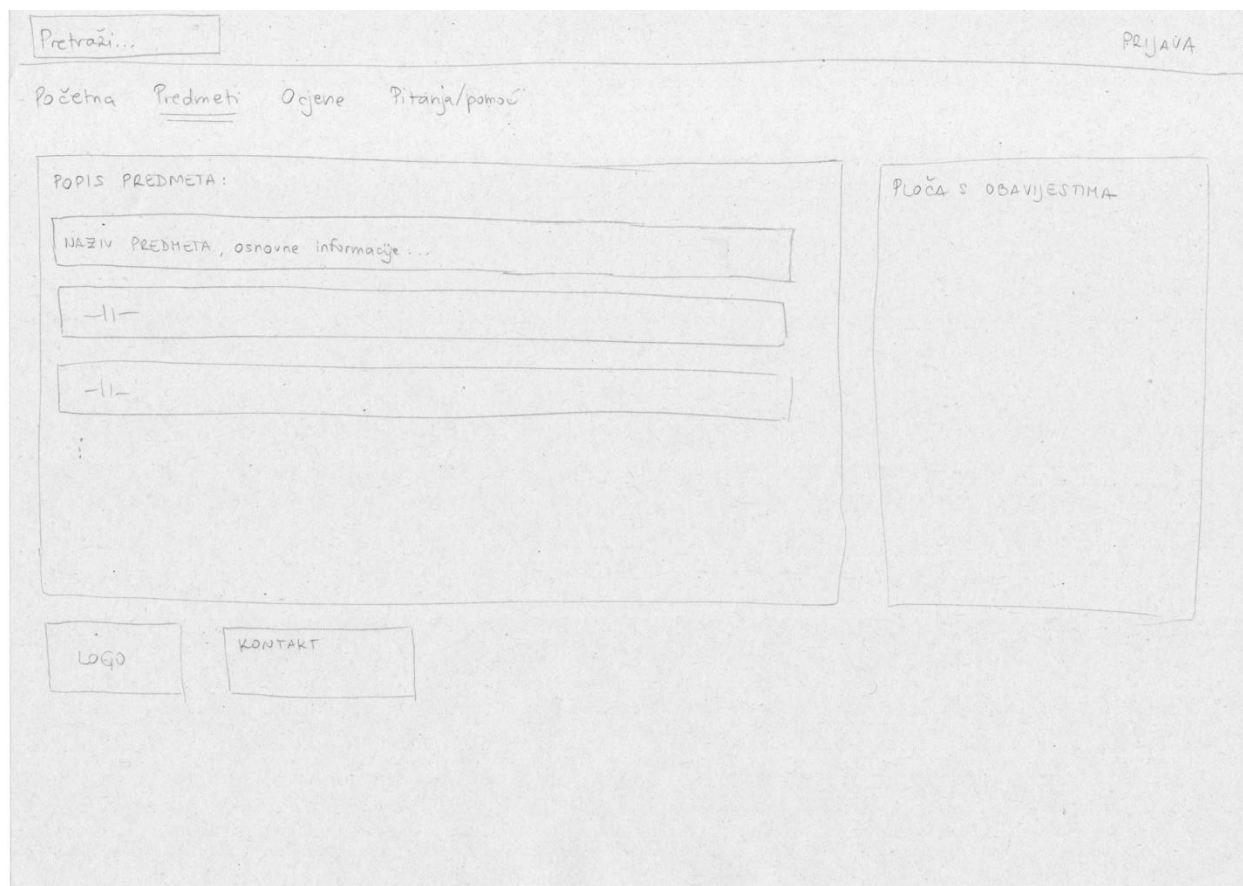 Pretraži...
PRIJAVA
Početna Predmeti Ocjene Pitanja/pomoć
POPIS PREDMETA:
NAZIV PREDMETA, osnovne informacije...
-||-
-||-
PLOČA S OBAVIJESTIMA
LOGO
KONTAKT